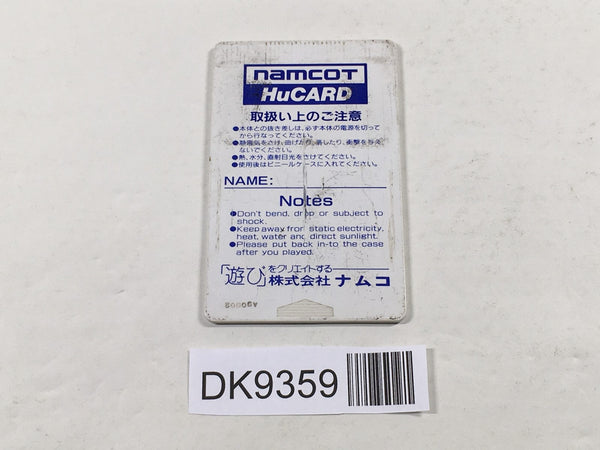 namcoT
HuCARD
取扱い上のご注意
●本体との抜き差しは、必ず本体の電源を切って
から行なってください。
●静電気をさけ、曲げたり、落したり、衝撃を与え
ないでください。
●熱、水分、直射日光をさけてください。
●使用後はビニールケースに入れてください。
NAME:
Notes
●Don't bend, drop or subject to
shock.
●Keep away from static electricity,
heat, water and direct sunlight.
●Please put back in-to the case
after you played.
「遊び」をクリエイトする
株式会社 ナムコ
DK9359